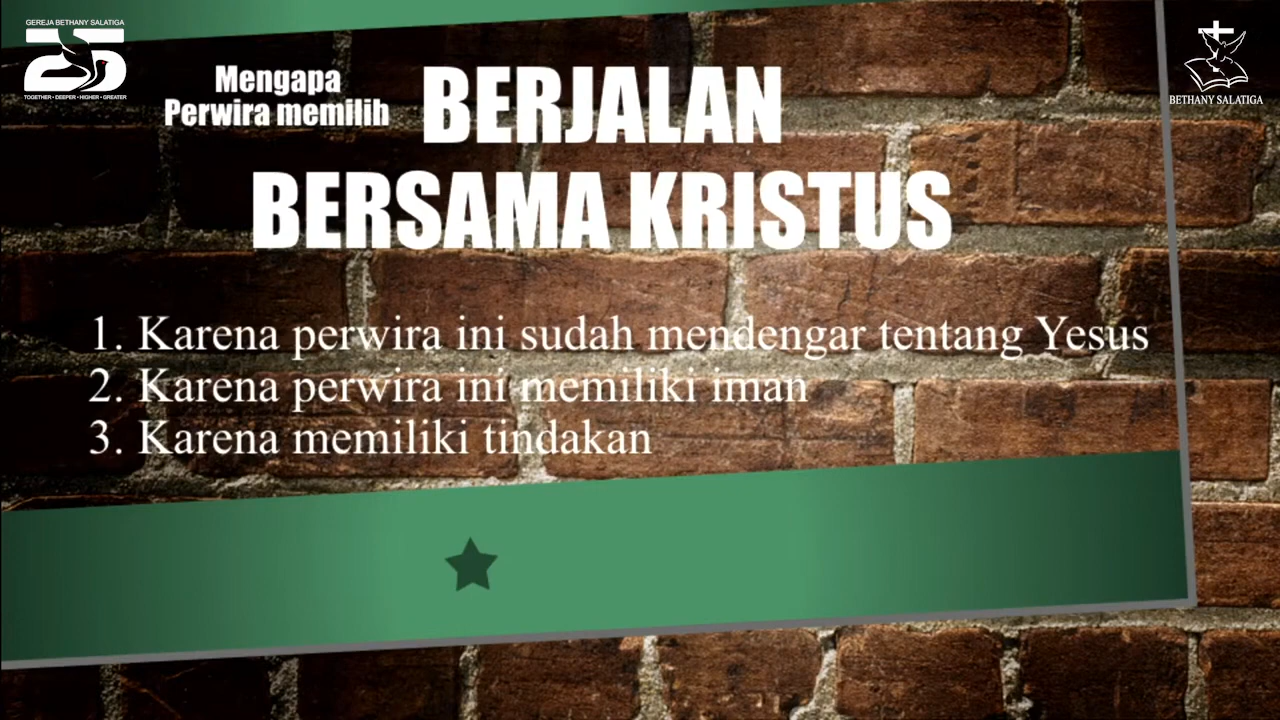 GEREJA BETHANY SALATIGA
25
TOGETHER • DEEPER • HIGHER • GREATER
BETHANY SALATIGA
Mengapa
Perwira memilih
BERJALAN
BERSAMA KRISTUS
1. Karena perwira ini sudah mendengar tentang Yesus
2. Karena perwira ini memiliki iman
3. Karena memiliki tindakan